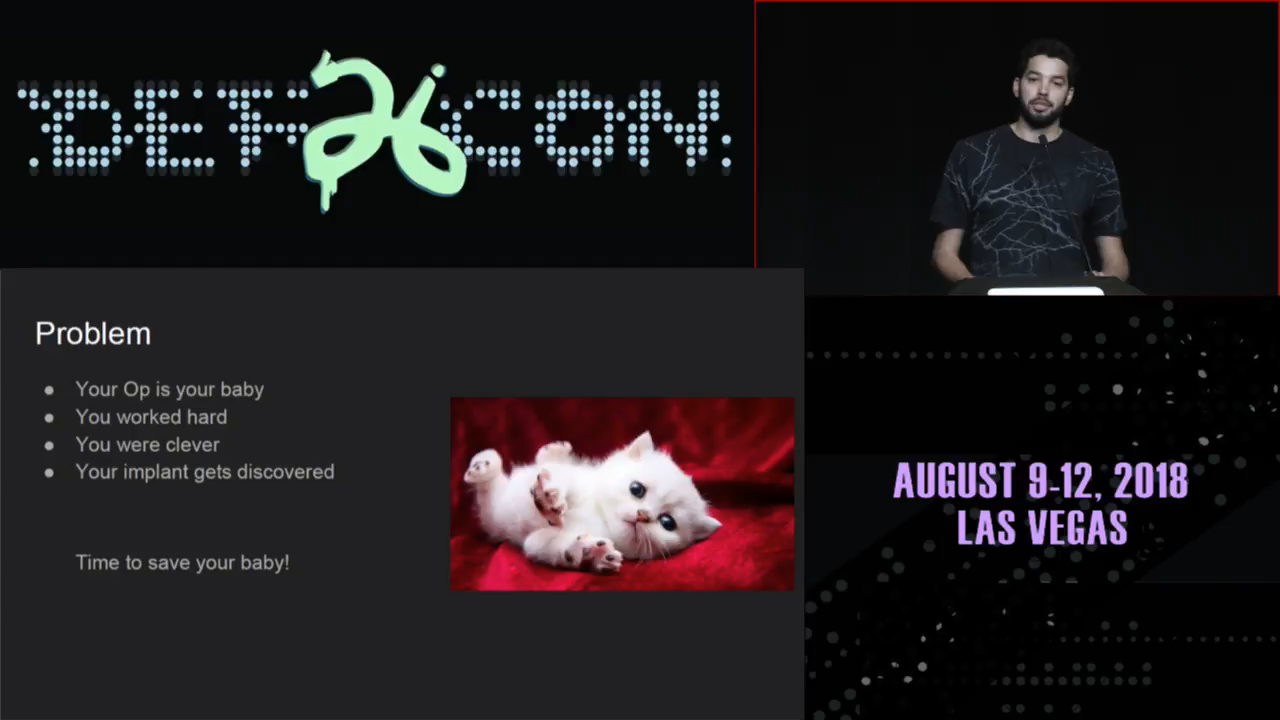 DEF 26 CON
Problem
● Your Op is your baby
● You worked hard
● You were clever
● Your implant gets discovered
Time to save your baby!
AUGUST 9-12, 2018
LAS VEGAS